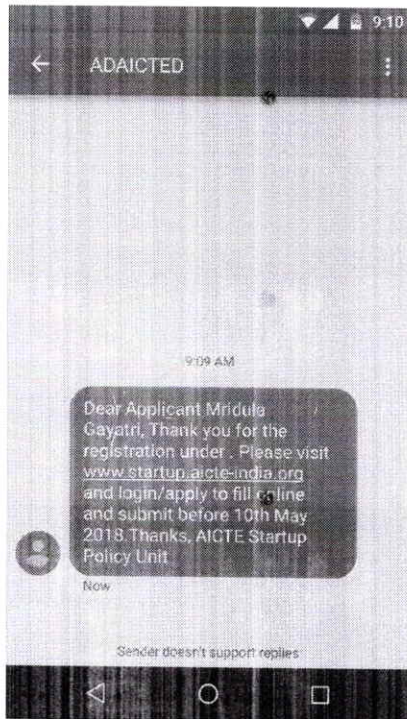 9:10
ADAICTED
9:09 AM
Dear Applicant Mridula
Gayatri, Thank you for the
registration under . Please visit
www.startup.aicte-india.org
and login/apply to fill online
and submit before 10th May
2018.Thanks, AICTE Startup
Policy Unit
Now
Sender doesn't support replies